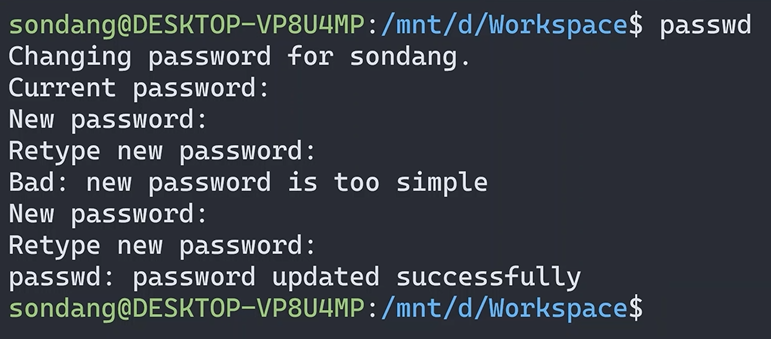 sondang@DESKTOP-VP8U4MP:/mnt/d/Workspace$ passwd
Changing password for sondang.
Current password:
New password:
Retype new password:
Bad: new password is too simple
New password:
Retype new password:
passwd: password updated successfully
sondang@DESKTOP-VP8U4MP:/mnt/d/Workspace$